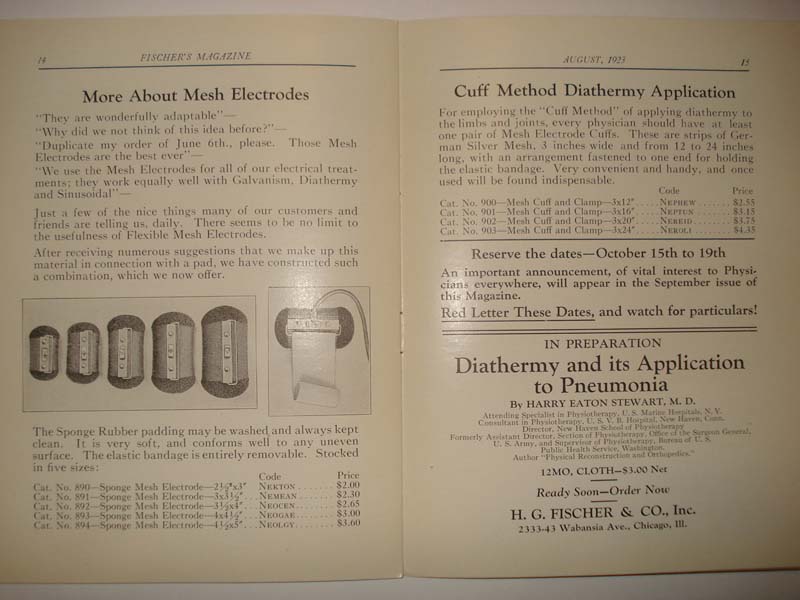 14
FISCHER'S MAGAZINE
More About Mesh Electrodes
"They are wonderfully adaptable"—
"Why did we not think of this idea before?"—
"Duplicate my order of June 6th., please. Those Mesh
Electrodes are the best ever"—
"We use the Mesh Electrodes for all of our electrical treat-
ments; they work equally well with Galvanism, Diathermy
and Sinusoidal"—
Just a few of the nice things many of our customers and
friends are telling us, daily. There seems to be no limit to
the usefulness of Flexible Mesh Electrodes.
After receiving numerous suggestions that we make up this
material in connection with a pad, we have constructed such
a combination, which we now offer.
The Sponge Rubber padding may be washed and always kept
clean. It is very soft, and conforms well to any uneven
surface. The elastic bandage is entirely removable. Stocked
in five sizes:
Code Price
Cat. No. 890—Sponge Mesh Electrode—2½"x3" NEKTON ........ $2.00
Cat. No. 891—Sponge Mesh Electrode—3x3½" ..... NEMEAN ........ $2.30
Cat. No. 892—Sponge Mesh Electrode—3½x4" ..... NEOCEN ........ $2.65
Cat. No. 893—Sponge Mesh Electrode—4x4½" ..... NEOGAE ........ $3.00
Cat. No. 894—Sponge Mesh Electrode—4½x5" ..... NEOLGY ........ $3.60
AUGUST, 1923
15
Cuff Method Diathermy Application
For employing the "Cuff Method" of applying diathermy to
the limbs and joints, every physician should have at least
one pair of Mesh Electrode Cuffs. These are strips of Ger-
man Silver Mesh, 3 inches wide and from 12 to 24 inches
long, with an arrangement fastened to one end for holding
the elastic bandage. Very convenient and handy, and once
used will be found indispensable.
Code Price
Cat. No. 900—Mesh Cuff and Clamp—3x12" ..... NEPHEW ....... $2.55
Cat. No. 901—Mesh Cuff and Clamp—3x16" ..... NEPTUN ....... $3.15
Cat. No. 902—Mesh Cuff and Clamp—3x20" ..... NEREID ....... $3.75
Cat. No. 903—Mesh Cuff and Clamp—3x24" ..... NEROLI ....... $4.35
Reserve the dates—October 15th to 19th
An important announcement, of vital interest to Physi-
cians everywhere, will appear in the September issue of
this Magazine.
Red Letter These Dates, and watch for particulars!
IN PREPARATION
Diathermy and its Application
to Pneumonia
By HARRY EATON STEWART, M. D.
Attending Specialist in Physiotherapy, U. S. Marine Hospitals, N. Y.
Consultant in Physiotherapy, U. S. V. B. Hospital, New Haven, Conn.
Director, New Haven School of Physiotherapy
Formerly Assistant Director, Section of Physiotherapy, Office of the Surgeon General,
U. S. Army, and Supervisor of Physiotherapy, Bureau of U. S.
Public Health Service, Washington.
Author "Physical Reconstruction and Orthopedics."
12MO, CLOTH—$3.00 Net
Ready Soon—Order Now
H. G. FISCHER & CO., Inc.
2333-43 Wabansia Ave., Chicago, Ill.